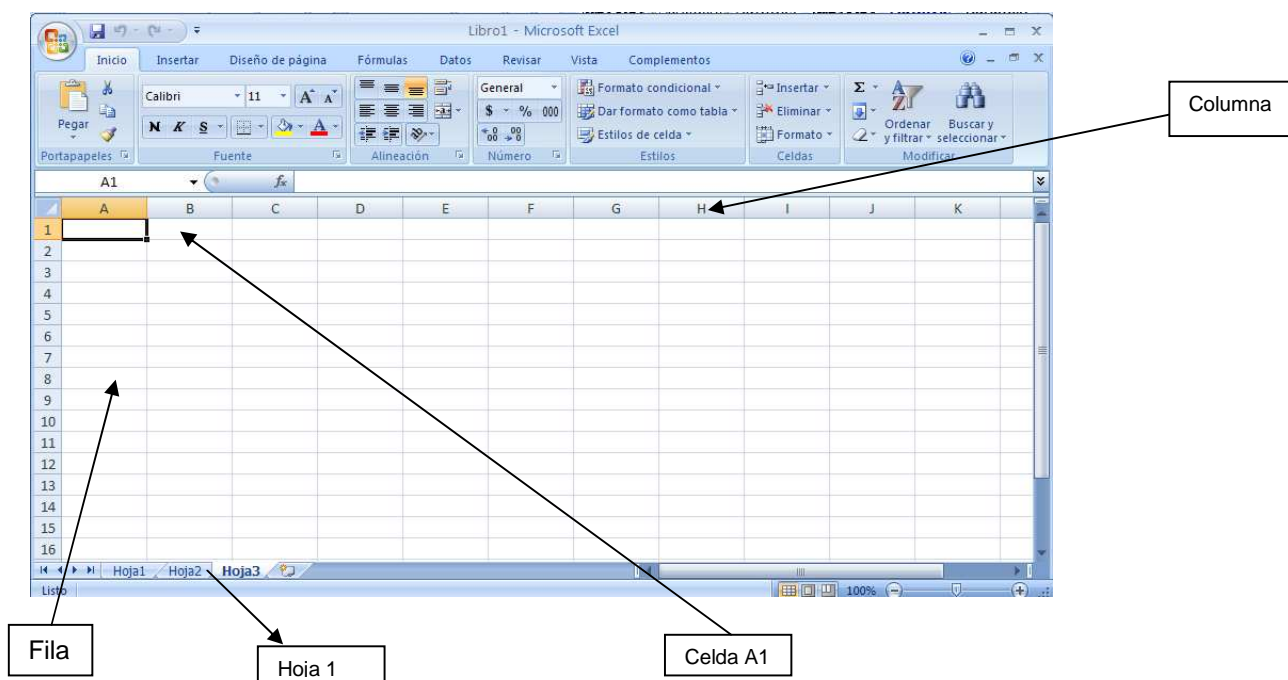 Libro1 - Microsoft Excel
Inicio Insertar Diseño de página Fórmulas Datos Revisar Vista Complementos
Pegar
Portapapeles
Calibri 11 A A
N K S A
Fuente
Alineación
General
$ % 000
Número
Formato condicional
Dar formato como tabla
Estilos de celda
Estilos
Insertar
Eliminar
Formato
Celdas
Σ
Ordenar y filtrar
Buscar y seleccionar
Modificar
Columna
A1 fx
A B C D E F G H I J K
1
2
3
4
5
6
7
8
9
10
11
12
13
14
15
16
Hoja1 Hoja2 Hoja3
Listo 100%
Fila
Hoja 1
Celda A1